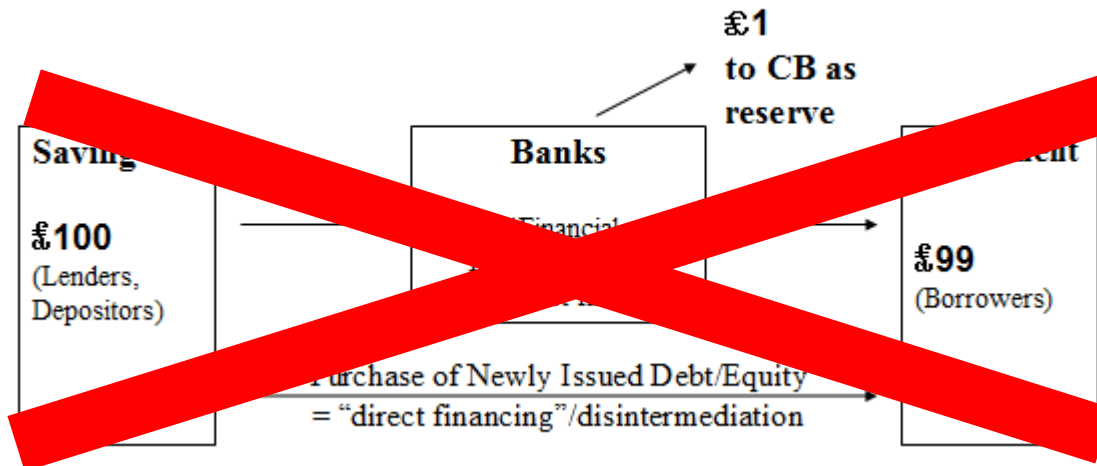 £1
to CB as
reserve
Banks
£100
(Lenders,
Depositors)
£99
(Borrowers)
Purchase of Newly Issued Debt/Equity
= “direct financing”/disintermediation